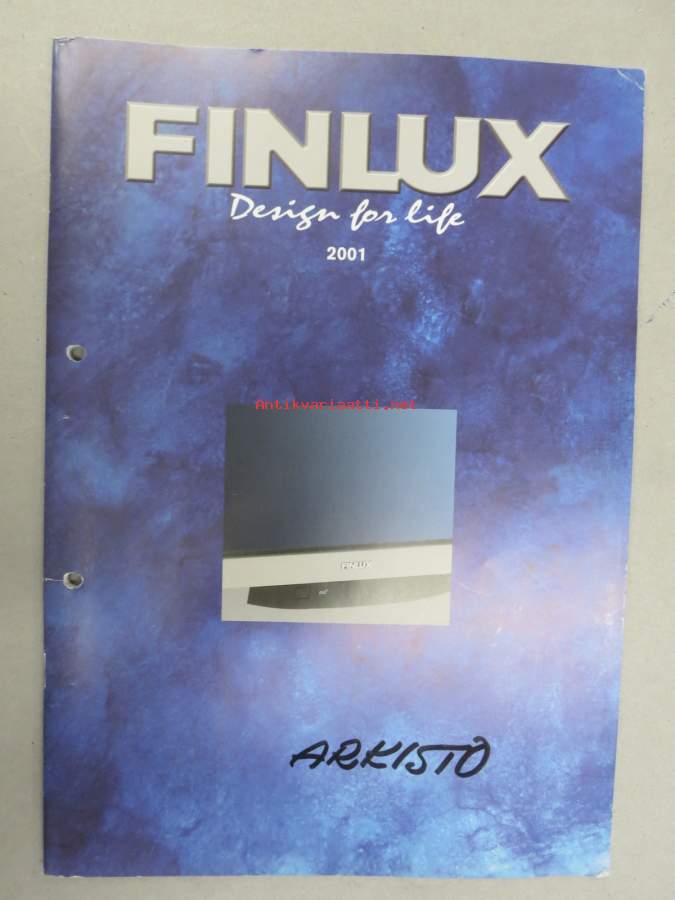 FINLUX
Design for life
2001
Antikvariaatti.net
FINLUX
ARKISTO